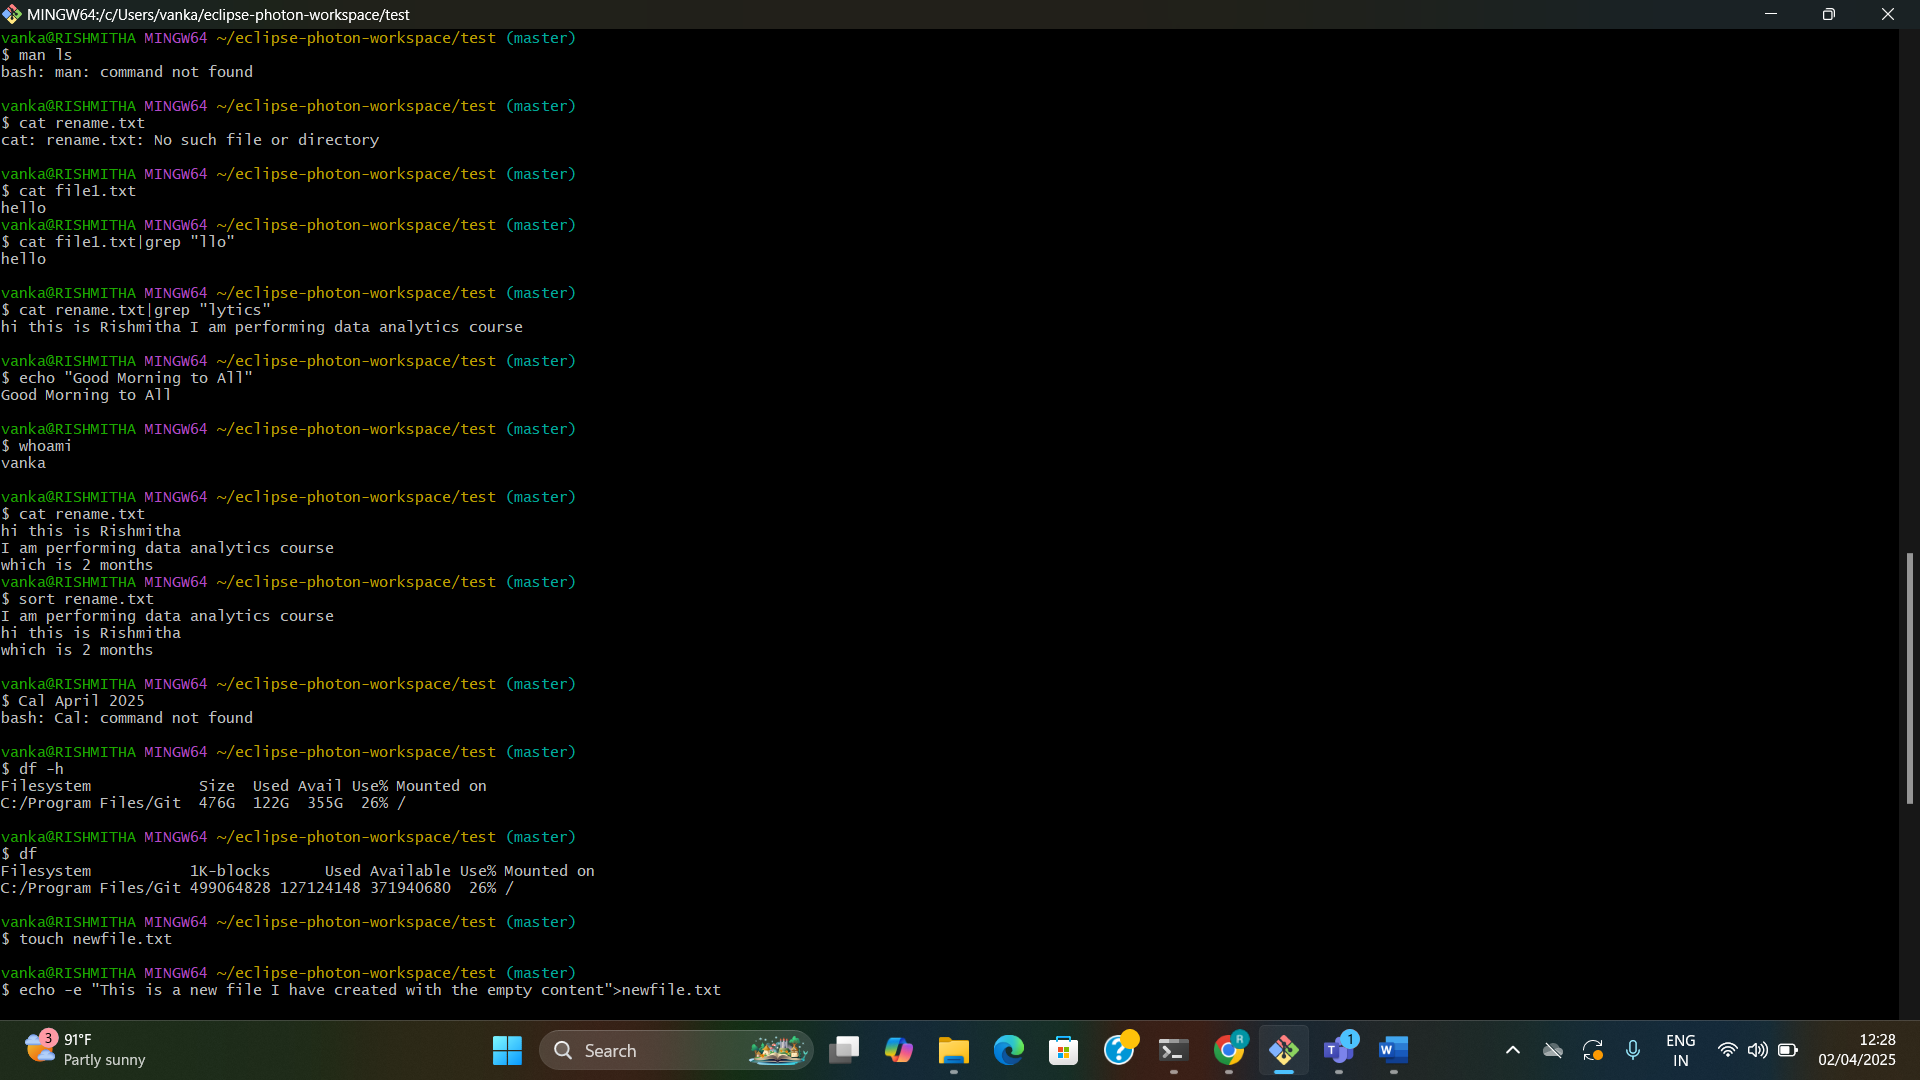 MINGW64:/c/Users/vanka/eclipse-photon-workspace/test
vanka@RISHMITHA MINGW64 ~/eclipse-photon-workspace/test (master)
$ man ls
bash: man: command not found
vanka@RISHMITHA MINGW64 ~/eclipse-photon-workspace/test (master)
$ cat rename.txt
cat: rename.txt: No such file or directory
vanka@RISHMITHA MINGW64 ~/eclipse-photon-workspace/test (master)
$ cat file1.txt
hello
vanka@RISHMITHA MINGW64 ~/eclipse-photon-workspace/test (master)
$ cat file1.txt|grep "llo"
hello
vanka@RISHMITHA MINGW64 ~/eclipse-photon-workspace/test (master)
$ cat rename.txt|grep "lytics"
hi this is Rishmitha I am performing data analytics course
vanka@RISHMITHA MINGW64 ~/eclipse-photon-workspace/test (master)
$ echo "Good Morning to All"
Good Morning to All
vanka@RISHMITHA MINGW64 ~/eclipse-photon-workspace/test (master)
$ whoami
vanka
vanka@RISHMITHA MINGW64 ~/eclipse-photon-workspace/test (master)
$ cat rename.txt
hi this is Rishmitha
I am performing data analytics course
which is 2 months
vanka@RISHMITHA MINGW64 ~/eclipse-photon-workspace/test (master)
$ sort rename.txt
I am performing data analytics course
hi this is Rishmitha
which is 2 months
vanka@RISHMITHA MINGW64 ~/eclipse-photon-workspace/test (master)
$ Cal April 2025
bash: Cal: command not found
vanka@RISHMITHA MINGW64 ~/eclipse-photon-workspace/test (master)
$ df -h
Filesystem Size Used Avail Use% Mounted on
C:/Program Files/Git 476G 122G 355G 26% /
vanka@RISHMITHA MINGW64 ~/eclipse-photon-workspace/test (master)
$ df
Filesystem 1K-blocks Used Available Use% Mounted on
C:/Program Files/Git 499064828 127124148 371940680 26% /
vanka@RISHMITHA MINGW64 ~/eclipse-photon-workspace/test (master)
$ touch newfile.txt
vanka@RISHMITHA MINGW64 ~/eclipse-photon-workspace/test (master)
$ echo -e "This is a new file I have created with the empty content">newfile.txt
3 91°F
Partly sunny
Search
R
T 1
W
ENG
IN
12:28
02/04/2025